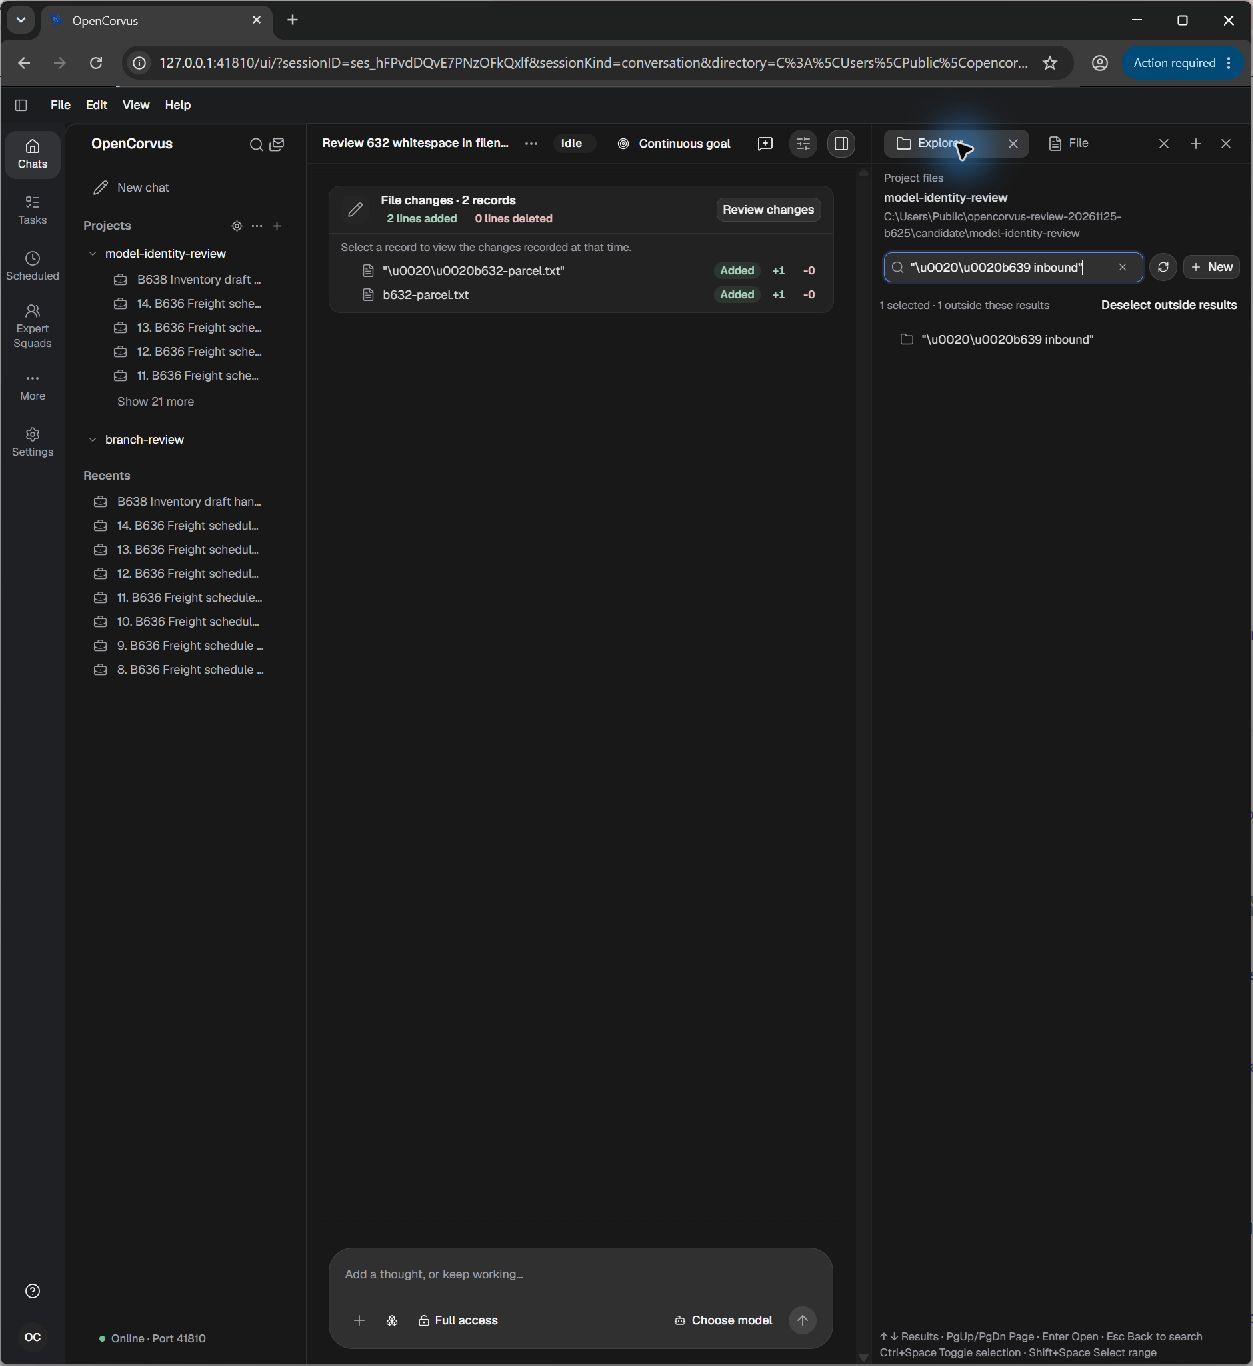 OpenCorvus
127.0.0.1:41810/ui/?sessionID=ses_hFPvdDQvE7PNzOFkQxlf&sessionKind=conversation&directory=C%3A%5CUsers%5CPublic%5Copencor...
Action required
File Edit View Help
Chats
Tasks
Scheduled
Expert
Squads
More
Settings
OC
OpenCorvus
New chat
Projects
model-identity-review
B638 Inventory draft ...
14. B636 Freight sche...
13. B636 Freight sche...
12. B636 Freight sche...
11. B636 Freight sche...
Show 21 more
branch-review
Recents
B638 Inventory draft han...
14. B636 Freight schedul...
13. B636 Freight schedul...
12. B636 Freight schedul...
11. B636 Freight schedule...
10. B636 Freight schedul...
9. B636 Freight schedule ...
8. B636 Freight schedule ...
Online · Port 41810
Review 632 whitespace in filen... Idle Continuous goal
File changes · 2 records
2 lines added 0 lines deleted
Review changes
Select a record to view the changes recorded at that time.
"\u0020\u0020b632-parcel.txt" Added +1 -0
b632-parcel.txt Added +1 -0
Add a thought, or keep working...
Full access Choose model
Explorer File
Project files
model-identity-review
C:\Users\Public\opencorvus-review-20261125-
b625\candidate\model-identity-review
"\u0020\u0020b639 inbound" New
1 selected · 1 outside these results Deselect outside results
"\u0020\u0020b639 inbound"
↑ ↓ Results · PgUp/PgDn Page · Enter Open · Esc Back to search
Ctrl+Space Toggle selection · Shift+Space Select range